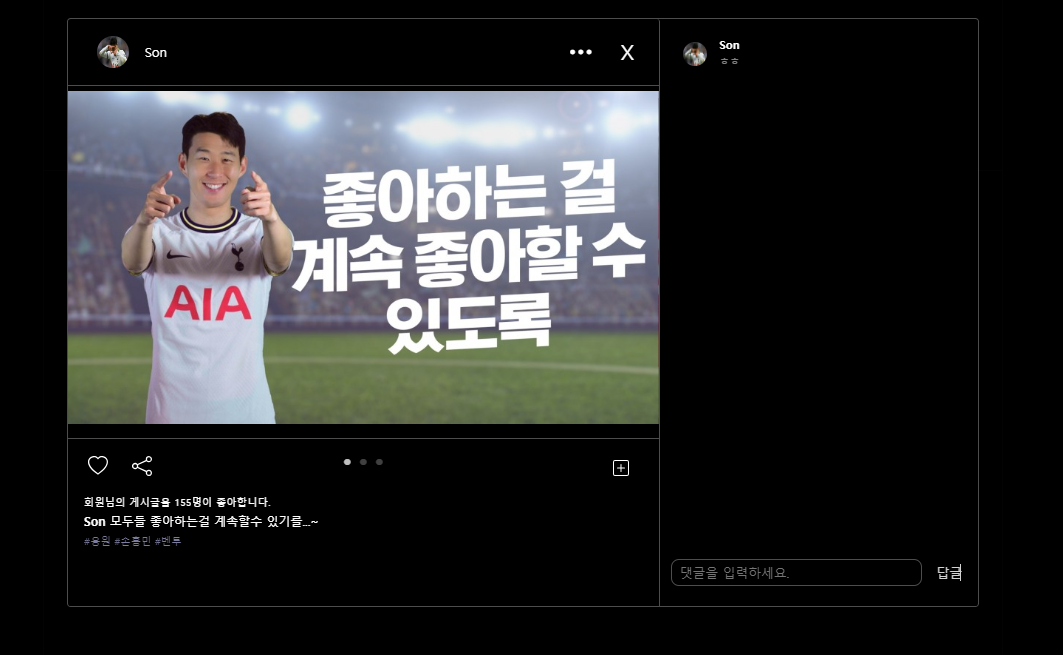 Son
X
좋아하는 걸
계속 좋아할 수
있도록
AIA
회원님의 게시글을 155명이 좋아합니다.
Son 모두들 좋아하는걸 계속할수 있기를...~
#응원 #손흥민 #벤투
Son
ㅎㅎ
댓글을 입력하세요.
답글